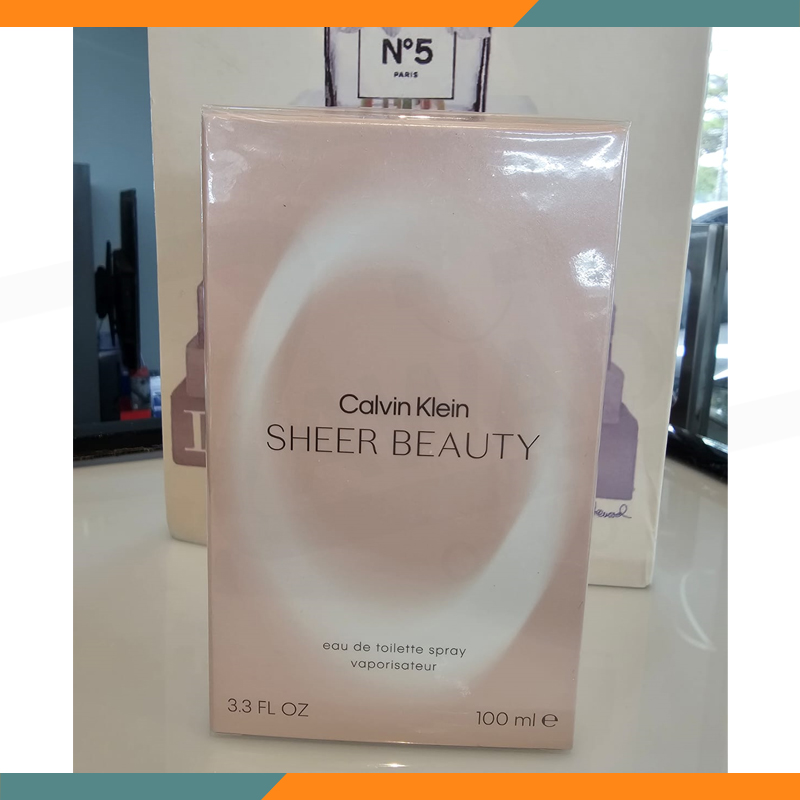 N°5
PARIS
Calvin Klein
SHEER BEAUTY
eau de toilette spray
vaporisateur
3.3 FL OZ
100 ml ℮